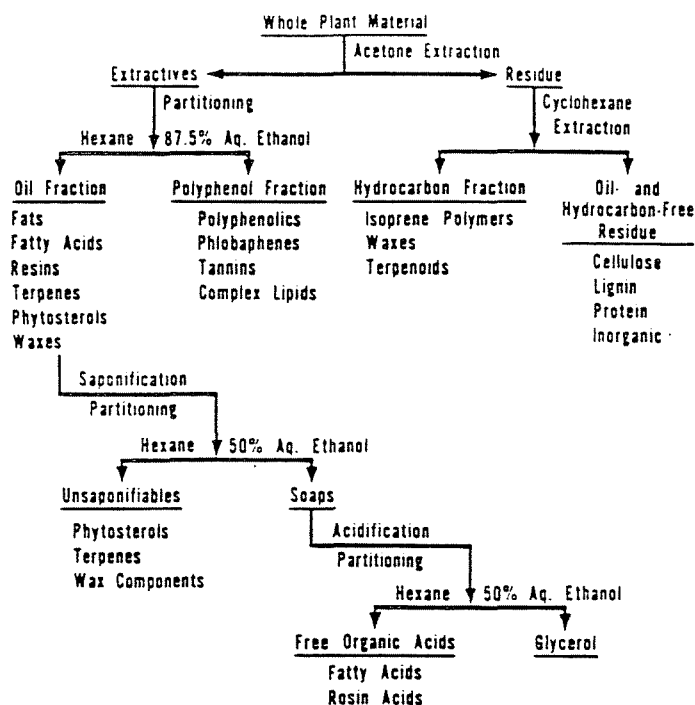 Whole Plant Material
Acetone Extraction
Extractives
Residue
Partitioning
Cyclohexane
Extraction
Hexane 87.5% Aq. Ethanol
Oil Fraction
Fats
Fatty Acids
Resins
Terpenes
Phytosterols
Waxes
Polyphenol Fraction
Polyphenolics
Phlobaphenes
Tannins
Complex Lipids
Hydrocarbon Fraction
Isoprene Polymers
Waxes
Terpenoids
Oil- and
Hydrocarbon-Free
Residue
Cellulose
Lignin
Protein
Inorganic
Saponification
Partitioning
Hexane 50% Aq. Ethanol
Unsaponifiables
Phytosterols
Terpenes
Wax Components
Soaps
Acidification
Partitioning
Hexane 50% Aq. Ethanol
Free Organic Acids
Fatty Acids
Rosin Acids
Glycerol